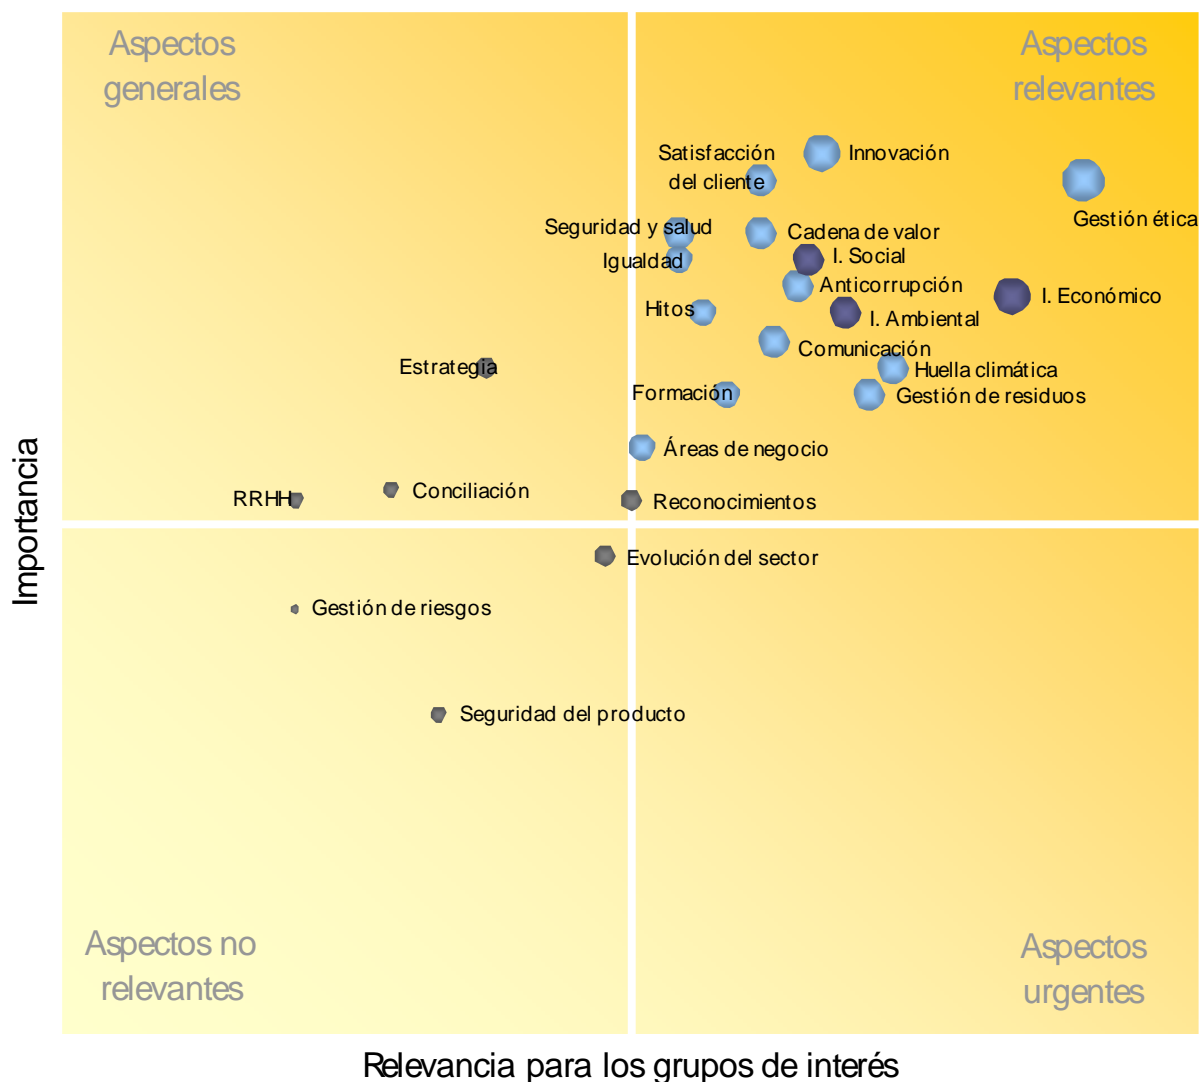 Aspectos
generales
Aspectos
relevantes
Satisfacción
del cliente
Innovación
Gestión ética
Seguridad y salud
Cadena de valor
Igualdad
I. Social
Anticorrupción
I. Económico
Hitos
I. Ambiental
Comunicación
Estrategia
Huella climática
Formación
Gestión de residuos
Áreas de negocio
RRHH
Conciliación
Reconocimientos
Importancia
Evolución del sector
Gestión de riesgos
Seguridad del producto
Aspectos no
relevantes
Aspectos
urgentes
Relevancia para los grupos de interés